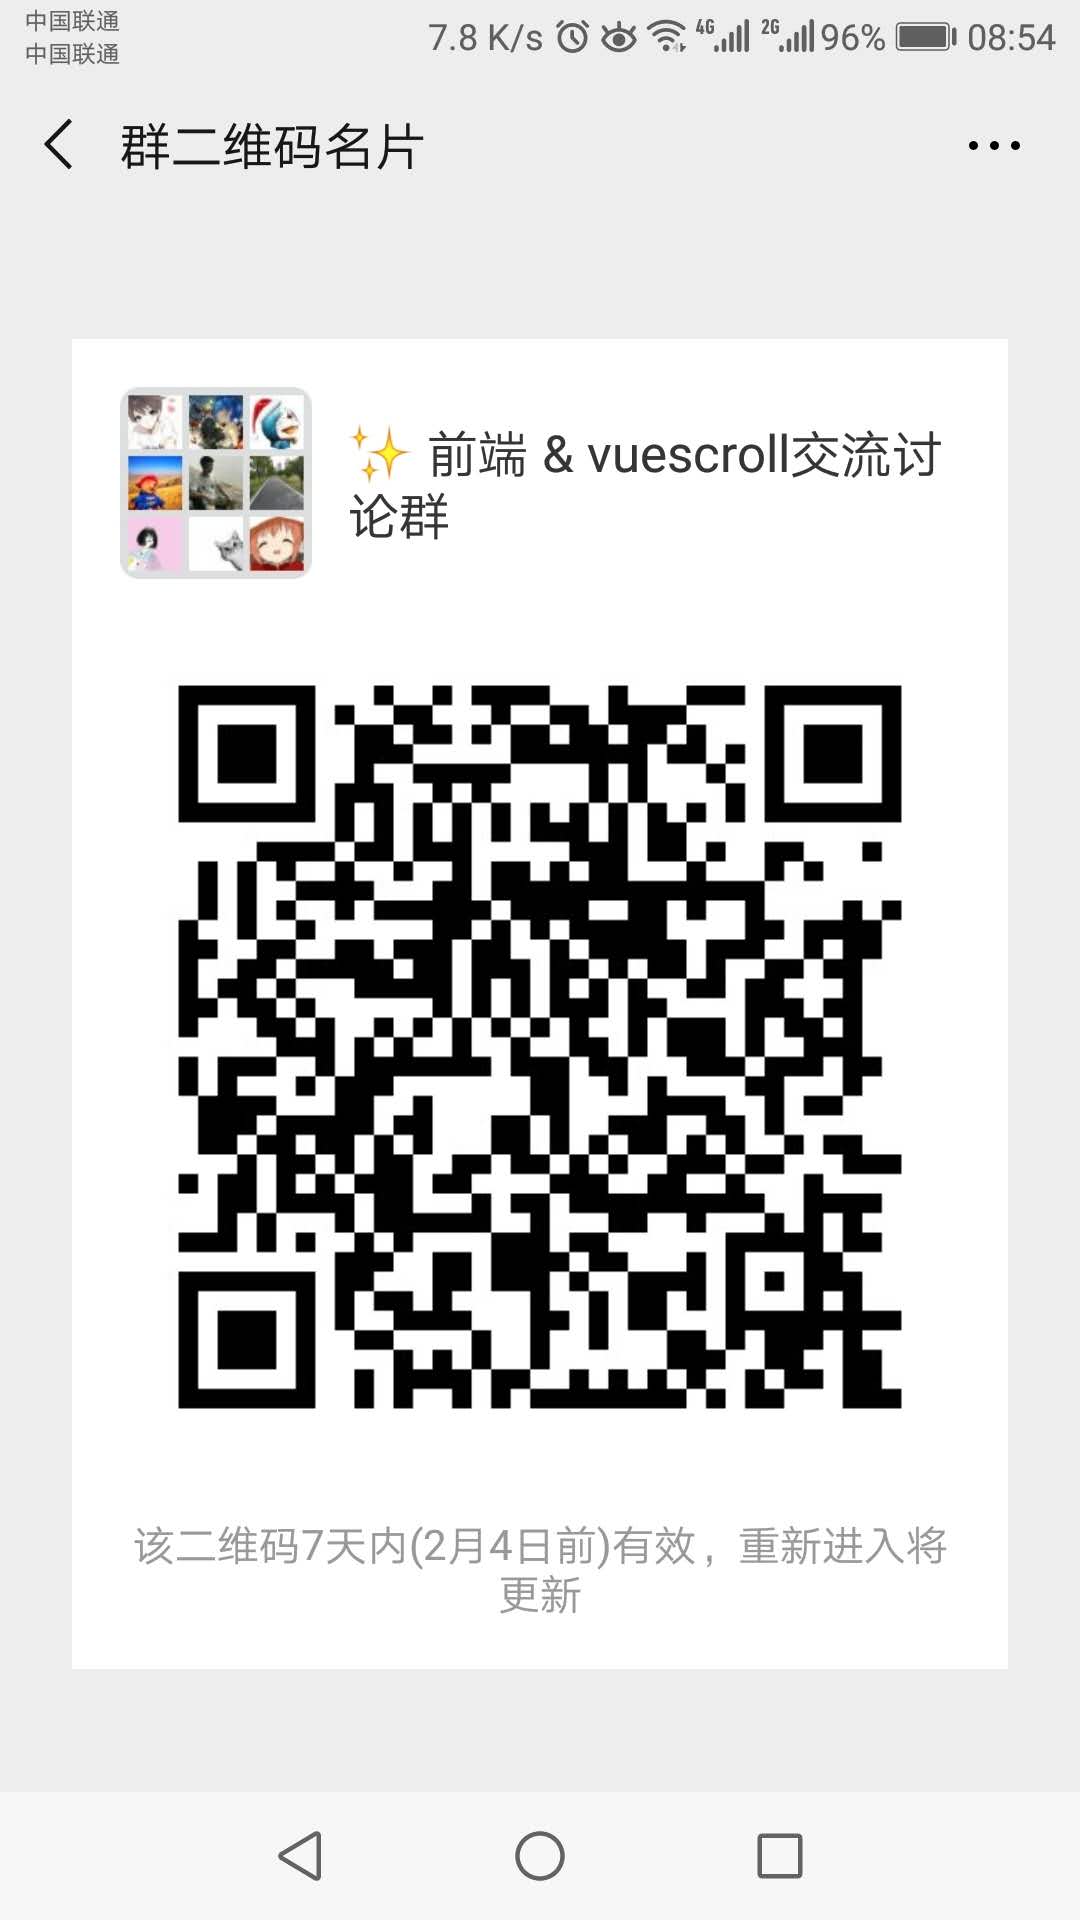 中国联通
中国联通
7.8 K/s 4G 2G 96% 08:54
群二维码名片
✨ 前端 & vuescroll交流讨
论群
该二维码7天内(2月4日前)有效，重新进入将
更新